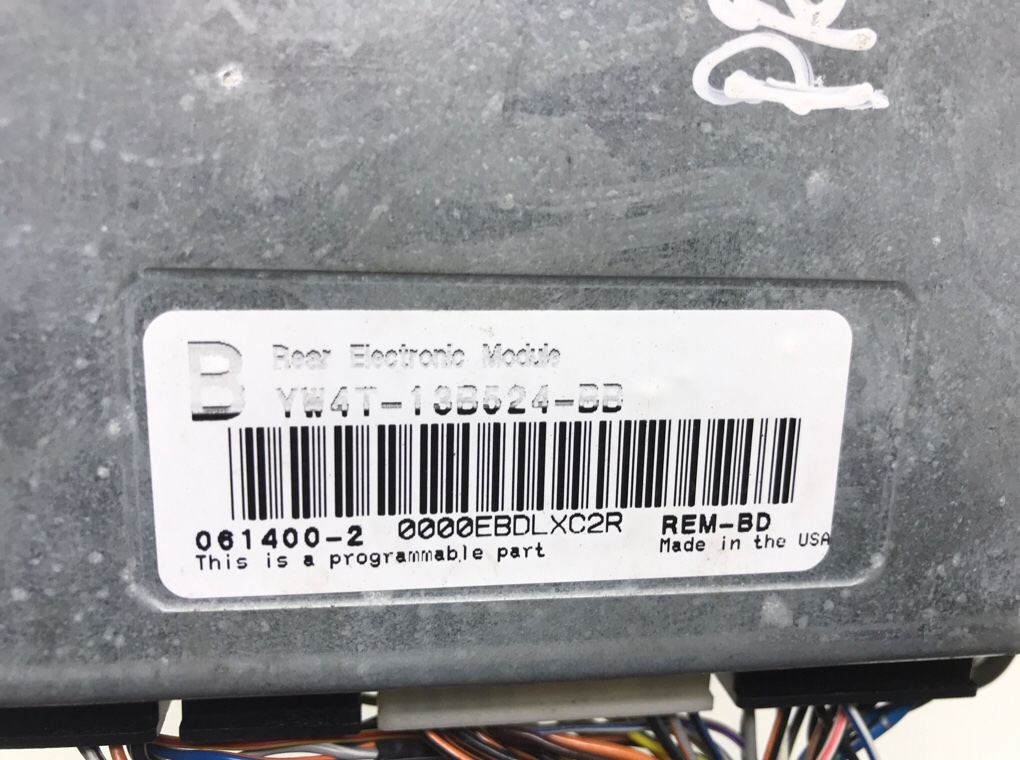 B
Rear Electronic Module
YW4T-13B524-BB
061400-2 0000EBDLXC2R REM-BD
This is a programmable part Made in the USA